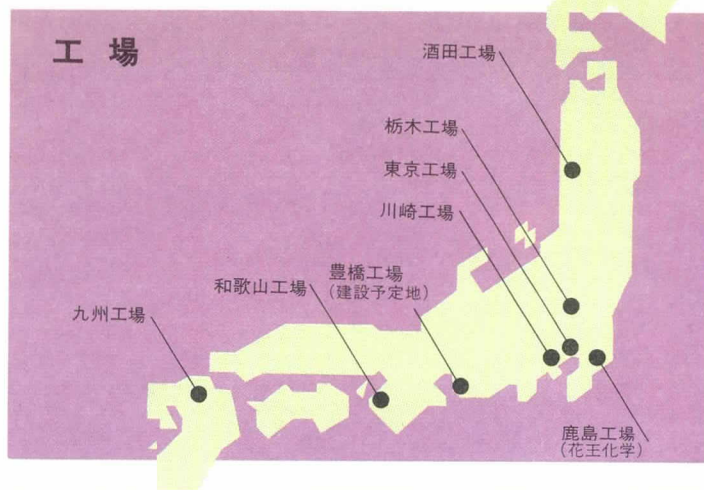 工場
酒田工場
栃木工場
東京工場
川崎工場
豊橋工場
(建設予定地)
和歌山工場
九州工場
鹿島工場
(花王化学)